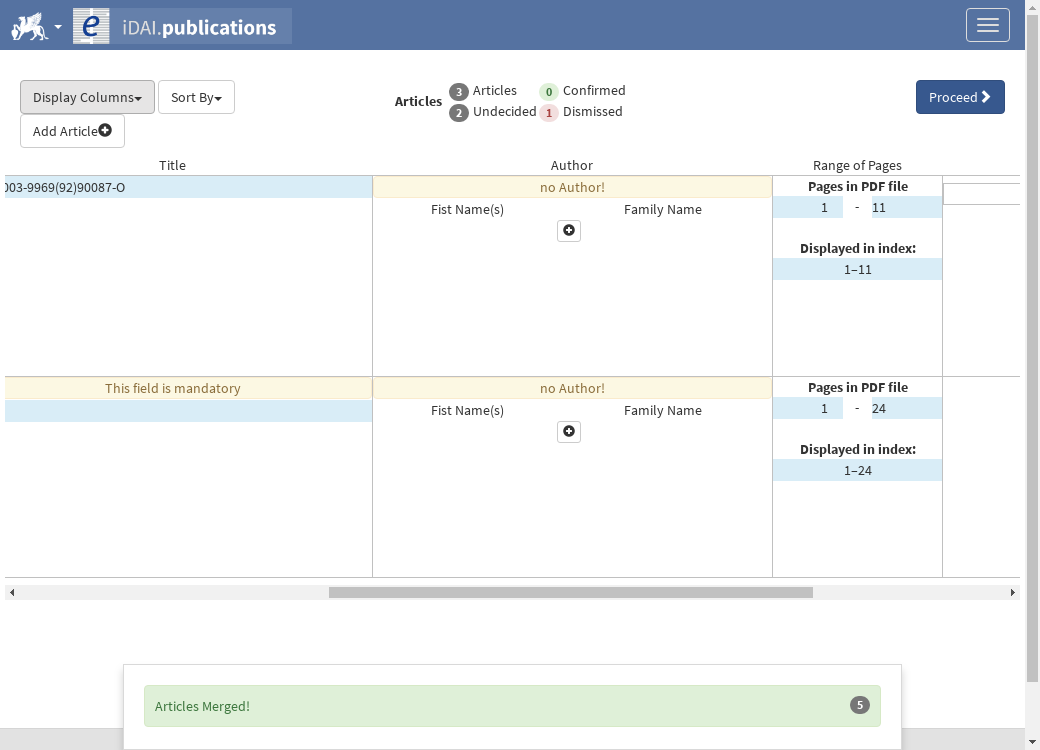 iDAI.publications
Display Columns Sort By
Add Article
Articles 3 Articles 0 Confirmed
2 Undecided 1 Dismissed
Proceed
Title Author Range of Pages
003-9969(92)90087-O no Author! Pages in PDF file
Fist Name(s) Family Name 1 - 11
Displayed in index:
1–11
This field is mandatory no Author! Pages in PDF file
Fist Name(s) Family Name 1 - 24
Displayed in index:
1–24
Articles Merged! 5